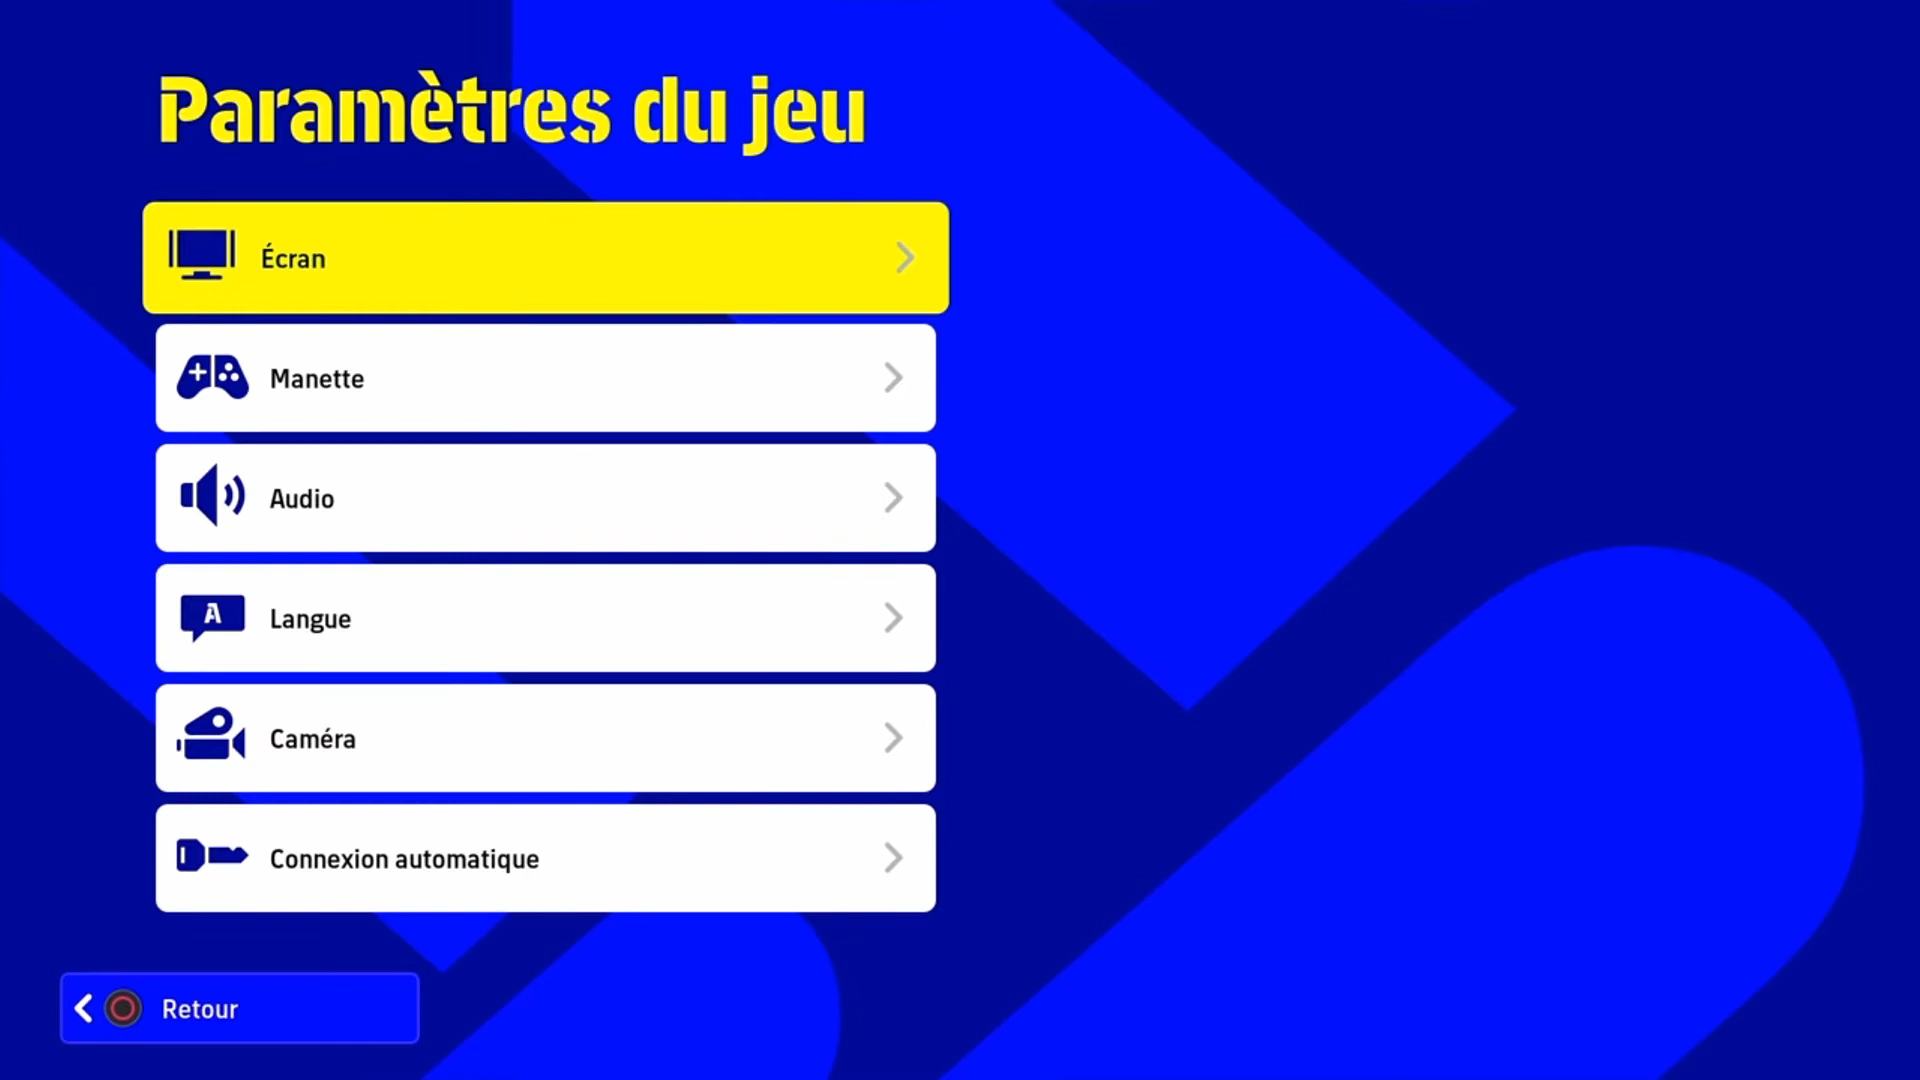 Paramètres du jeu
Écran
Manette
Audio
A
Langue
Caméra
Connexion automatique
Retour